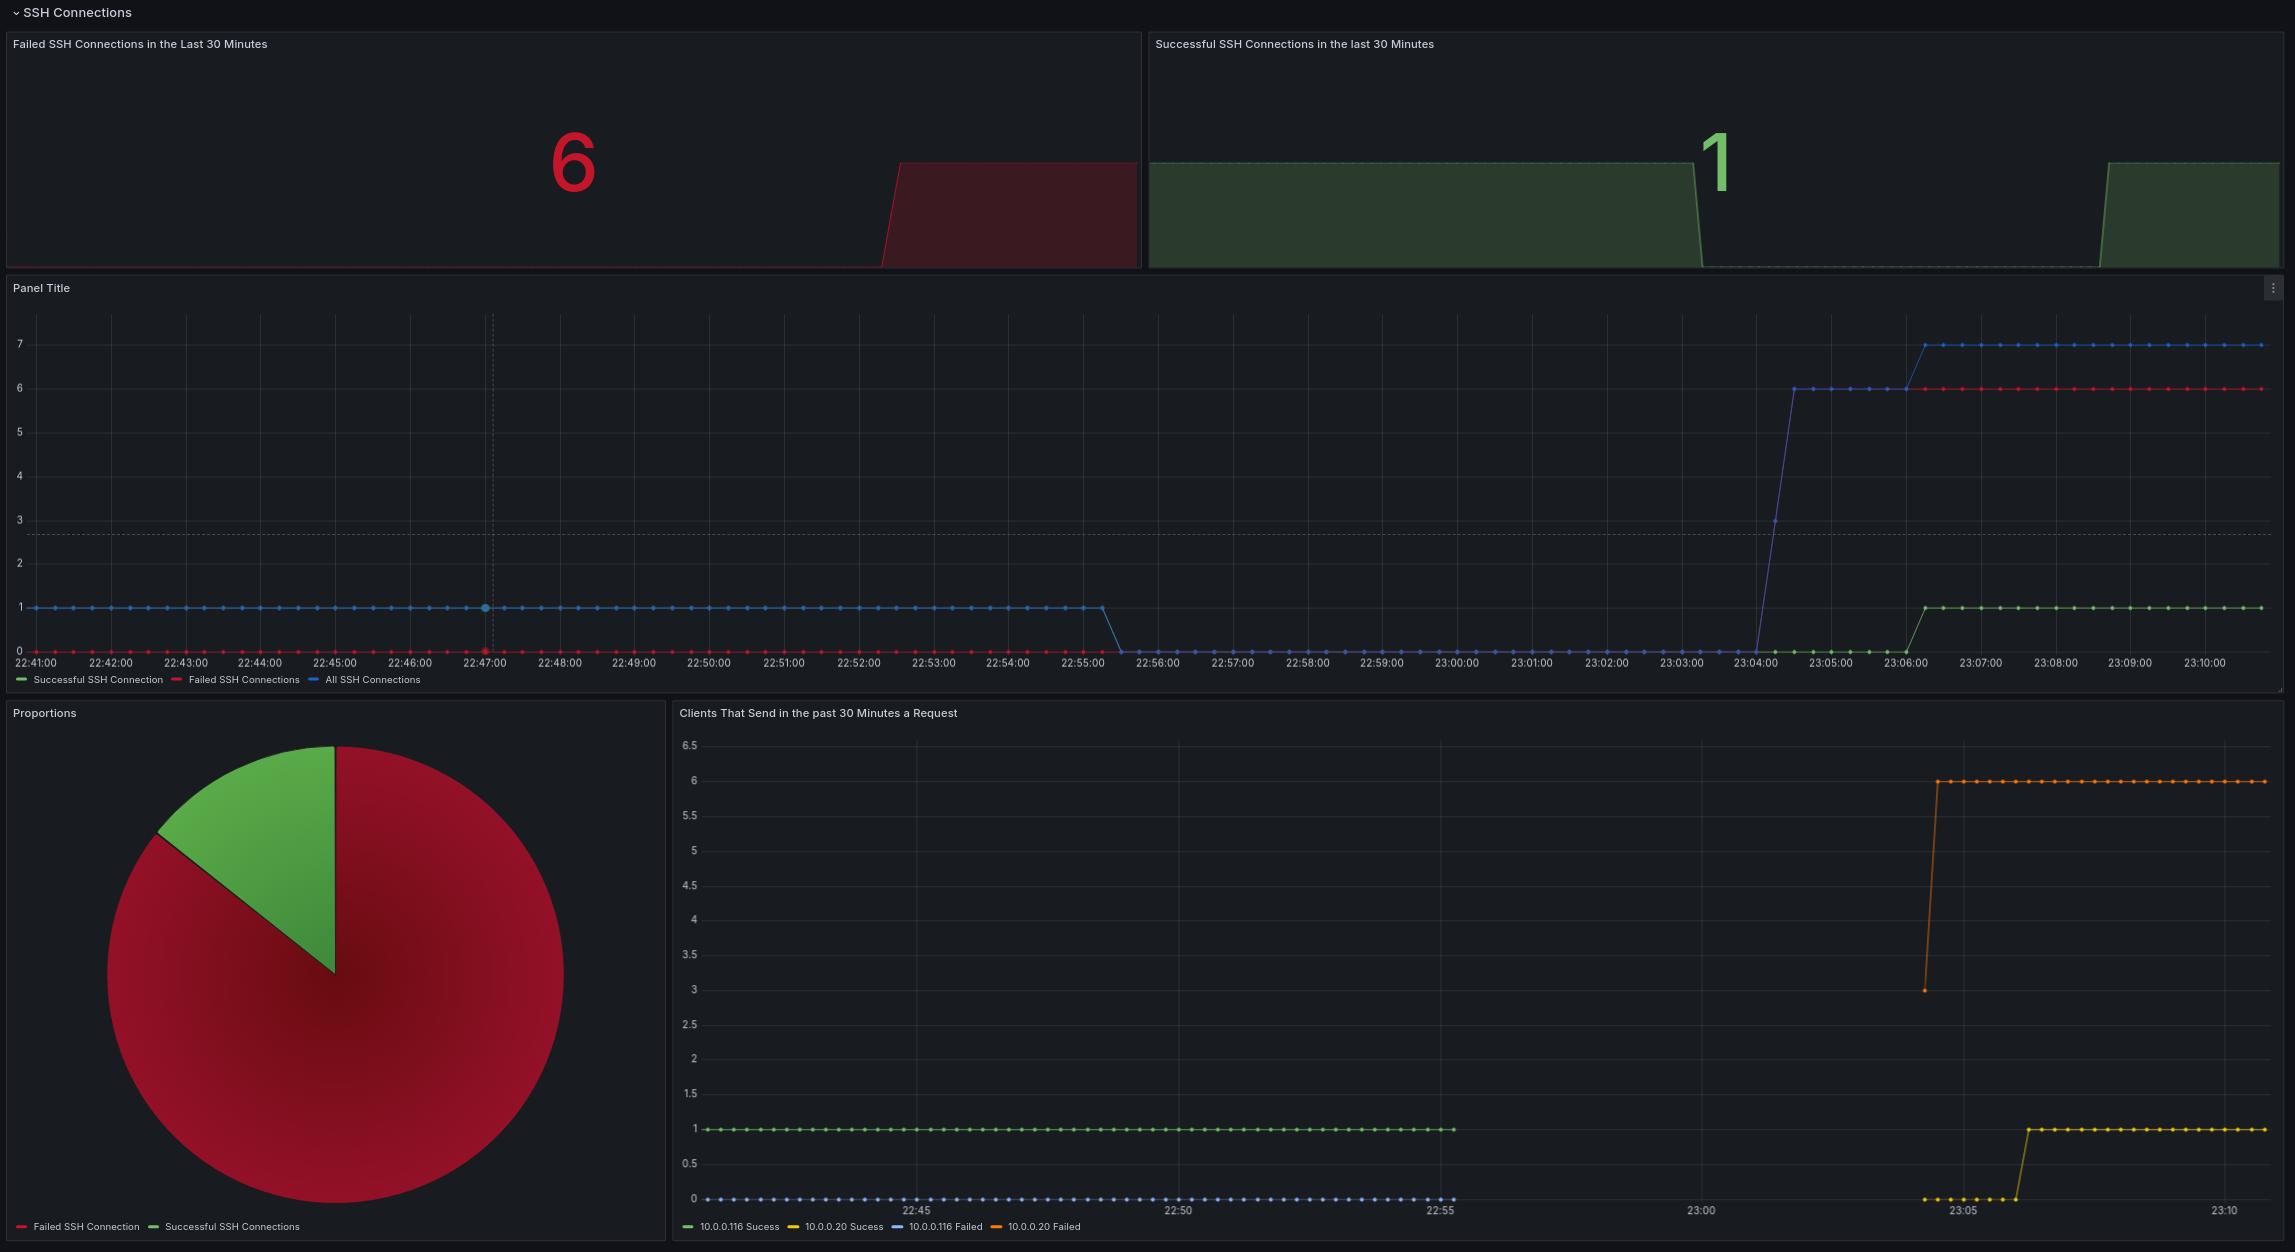 SSH Connections
Failed SSH Connections in the Last 30 Minutes
6
Successful SSH Connections in the last 30 Minutes
1
Panel Title
7
6
5
4
3
2
1
0
22:41:00 22:42:00 22:43:00 22:44:00 22:45:00 22:46:00 22:47:00 22:48:00 22:49:00 22:50:00 22:51:00 22:52:00 22:53:00 22:54:00 22:55:00 22:56:00 22:57:00 22:58:00 22:59:00 23:00:00 23:01:00 23:02:00 23:03:00 23:04:00 23:05:00 23:06:00 23:07:00 23:08:00 23:09:00 23:10:00
Successful SSH Connection Failed SSH Connections All SSH Connections
Proportions
Failed SSH Connection Successful SSH Connections
Clients That Send in the past 30 Minutes a Request
6.5
6
5.5
5
4.5
4
3.5
3
2.5
2
1.5
1
0.5
0
22:45 22:50 22:55 23:00 23:05 23:10
10.0.0.116 Sucess 10.0.0.20 Sucess 10.0.0.116 Failed 10.0.0.20 Failed